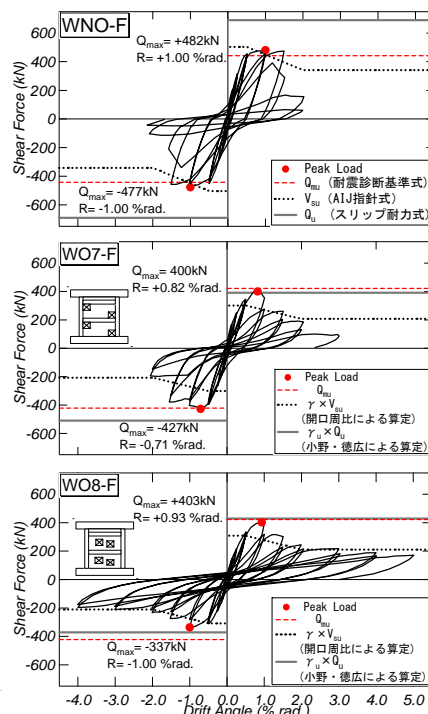 WNO-F
Qmax= +482kN
R= +1.00 %rad.
Shear Force (kN)
600
400
200
0
-200
-400
-600
Qmax= -477kN
R= -1.00 %rad.
Peak Load
Qmu (耐震診断基準式)
Vsu (AIJ指針式)
Qu (スリップ耐力式)
WO7-F
Qmax= 400kN
R= +0.82 %rad.
Shear Force (kN)
600
400
200
0
-200
-400
-600
Qmax= -427kN
R= -0.71 %rad.
Peak Load
Qmu
γ×Vsu
(開口周比による算定)
γu×Qu
(小野・徳広による算定)
WO8-F
Qmax= +403kN
R= +0.93 %rad.
Shear Force (kN)
600
400
200
0
-200
-400
-600
Qmax= -337kN
R= -1.00 %rad.
Peak Load
Qmu
γ×Vsu
(開口周比による算定)
γu×Qu
(小野・徳広による算定)
-4.0 -3.0 -2.0 -1.0 0.0 1.0 2.0 3.0 4.0 5.0
Drift Angle (% rad.)